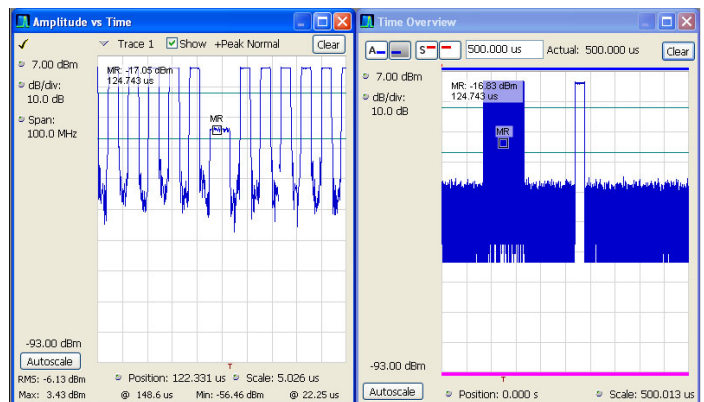 Amplitude vs Time
Trace 1 Show +Peak Normal Clear
7.00 dBm
dB/div:
10.0 dB
Span:
100.0 MHz
MR: -17.05 dBm
124.743 us
MR
-93.00 dBm
Autoscale
T
Position: 122.331 us Scale: 5.026 us
RMS: -6.13 dBm
Max: 3.43 dBm @ 148.6 us Min: -56.46 dBm @ 22.25 us
Time Overview
A S 500.000 us Actual: 500.000 us Clear
7.00 dBm
dB/div:
10.0 dB
MR: -16.83 dBm
124.743 us
MR
-93.00 dBm
T
Autoscale Position: 0.000 s Scale: 500.013 us